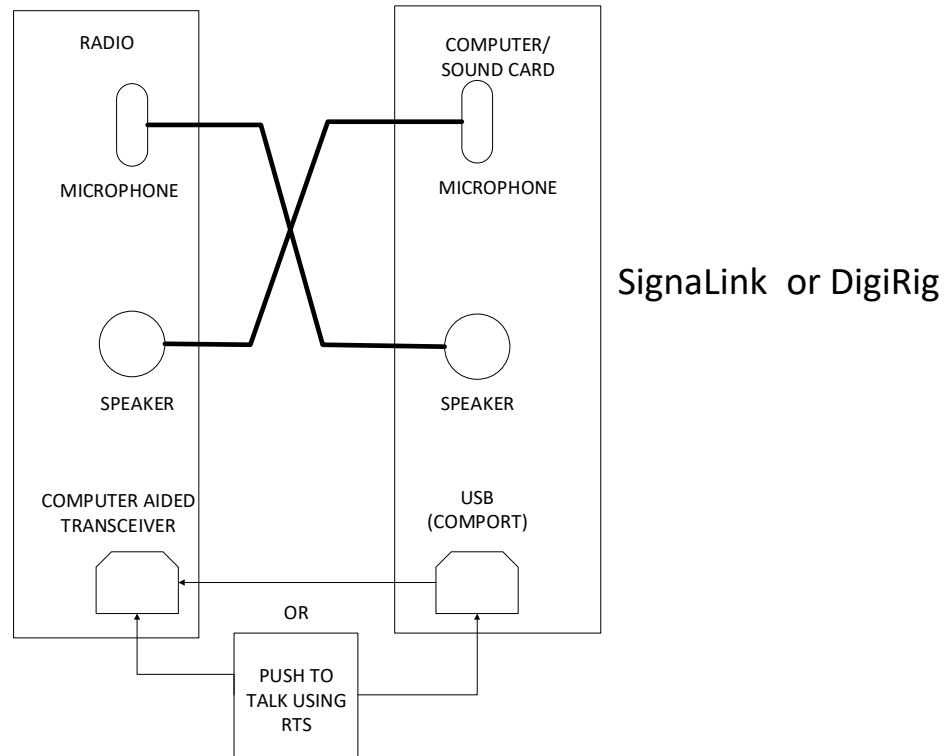 RADIO
COMPUTER/
SOUND CARD
MICROPHONE
MICROPHONE
SignaLink or DigiRig
SPEAKER
SPEAKER
COMPUTER AIDED
TRANSCEIVER
USB
(COMPORT)
OR
PUSH TO
TALK USING
RTS